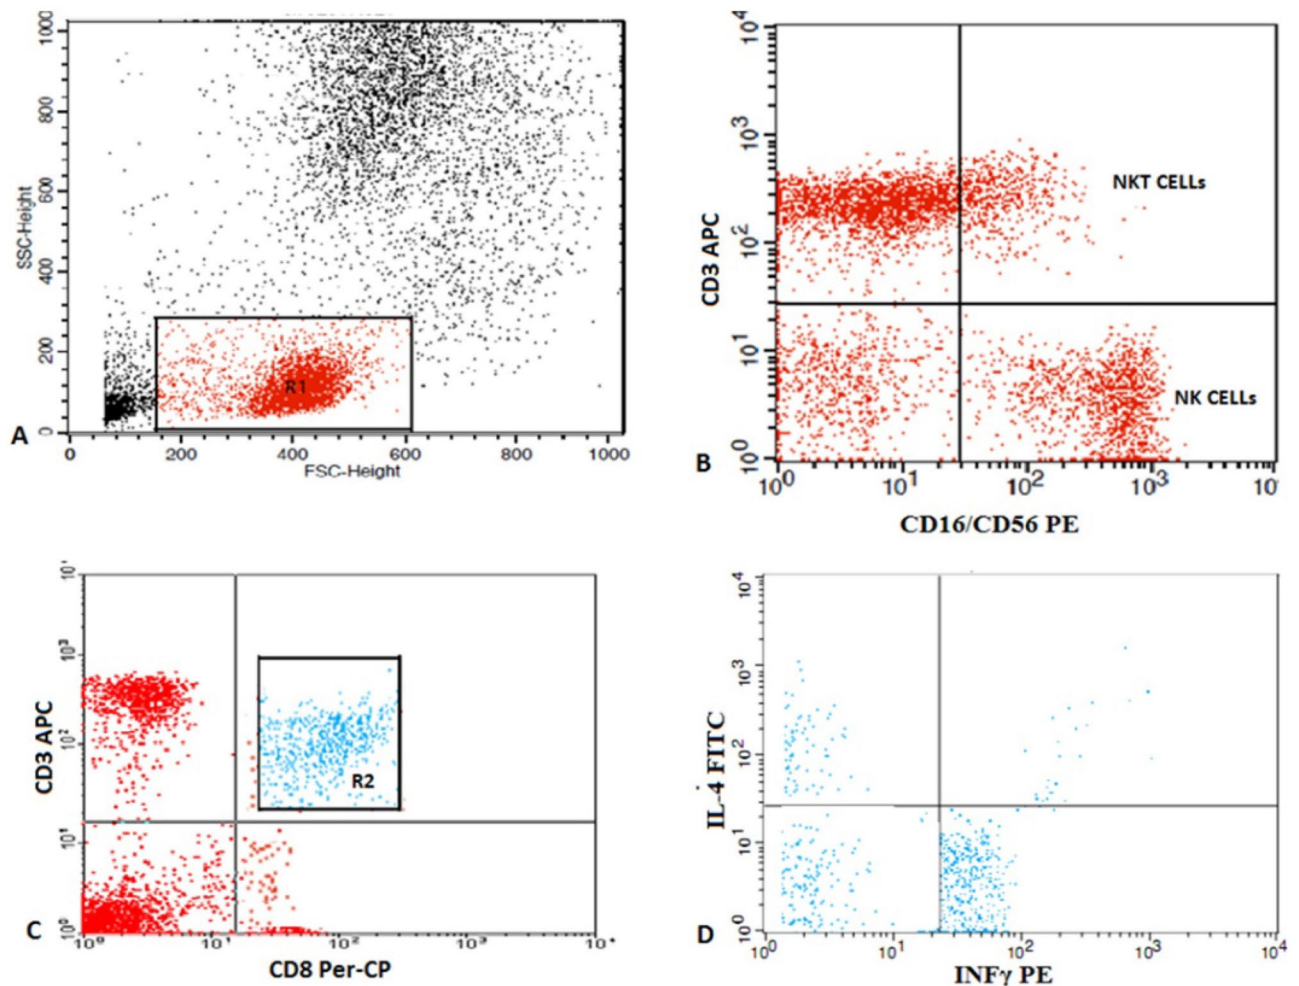 1000
800
600
400
200
0
SSC-Height
R1
A
0 200 400 600 800 1000
FSC-Height
10⁴
10³
10²
10¹
10⁰
CD3 APC
NKT CELLs
NK CELLs
B
10⁰ 10¹ 10² 10³ 10
CD16/CD56 PE
10³
10²
10¹
10⁰
CD3 APC
R2
C
10⁰ 10¹ 10² 10³
CD8 Per-CP
10⁴
10³
10²
10¹
10⁰
IL-4 FITC
D
10⁰ 10¹ 10² 10³ 10⁴
INFγ PE